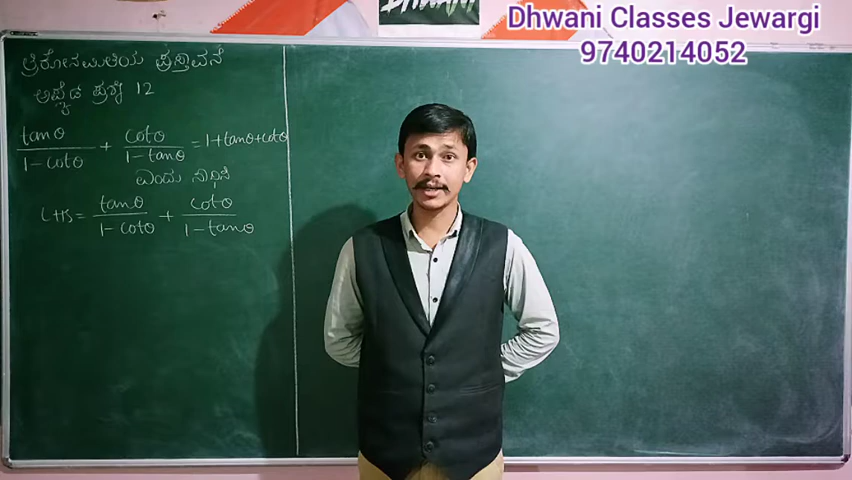 Dhwani Classes Jewargi
9740214052
DHWANI
ತ್ರಿಕೋನಮಿತಿಯ ಪ್ರಸ್ತಾವನೆ
ಪ್ರಶ್ನೆ 12
tanθ/(1-cotθ) + cotθ/(1-tanθ) = 1+tanθ+cotθ
ಎಂದು ಸಾಧಿಸಿ
LHS = tanθ/(1-cotθ) + cotθ/(1-tanθ)